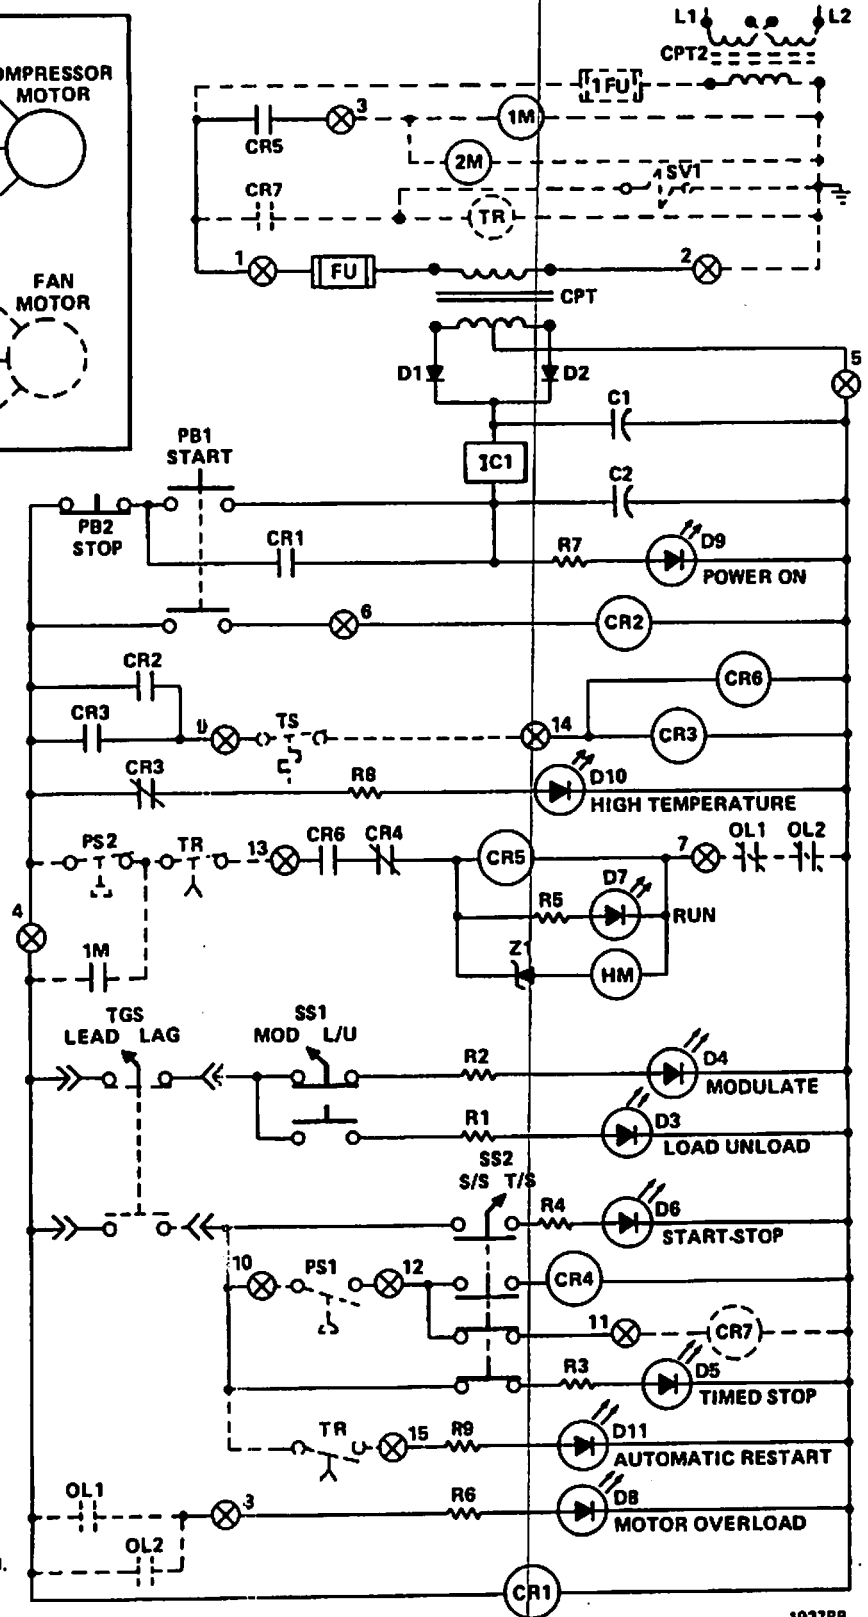 L1 L2
CPT2
OMPRESSOR
MOTOR
1FU
3
1M
CR5
2M
SV1
CR7
TR
FAN
MOTOR
1
FU
2
CPT
5
D1 D2
C1
PB1
START
IC1
C2
PB2
STOP
CR1
R7
D9
POWER ON
6
CR2
CR2
CR6
CR3
9
TS
14
CR3
CR3
R8
D10
HIGH TEMPERATURE
PS2
TR
13
CR6
CR4
CR5
7
OL1
OL2
4
R5
D7
RUN
1M
Z1
HM
TGS
LEAD LAG
SS1
MOD L/U
R2
D4
MODULATE
R1
D3
LOAD UNLOAD
SS2
S/S T/S
R4
D6
START-STOP
10
PS1
12
CR4
11
CR7
R3
D5
TIMED STOP
TR
15
R9
D11
AUTOMATIC RESTART
OL1
3
R6
D8
MOTOR OVERLOAD
OL2
CR1